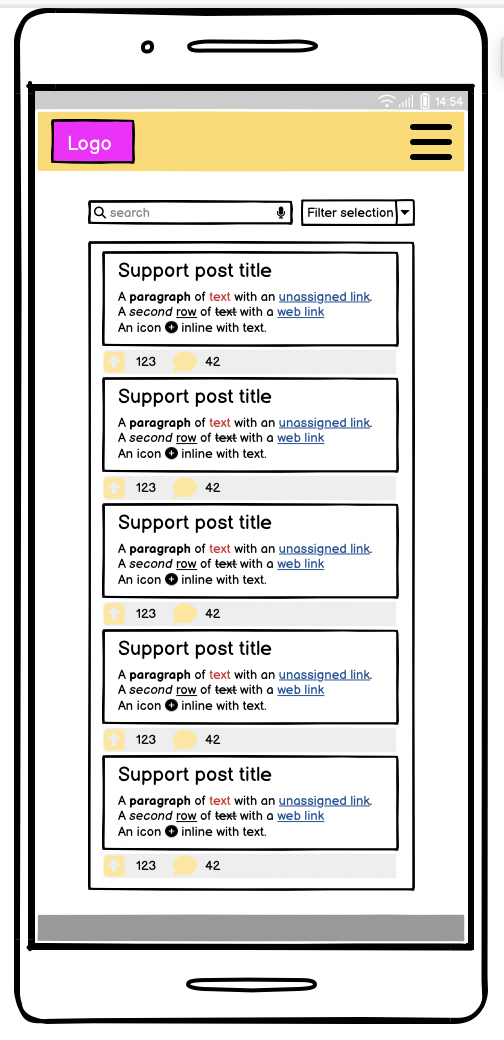 14:54
Logo
search
Filter selection
Support post title
A paragraph of text with an unassigned link.
A second row of text with a web link
An icon inline with text.
123 42
Support post title
A paragraph of text with an unassigned link.
A second row of text with a web link
An icon inline with text.
123 42
Support post title
A paragraph of text with an unassigned link.
A second row of text with a web link
An icon inline with text.
123 42
Support post title
A paragraph of text with an unassigned link.
A second row of text with a web link
An icon inline with text.
123 42
Support post title
A paragraph of text with an unassigned link.
A second row of text with a web link
An icon inline with text.
123 42